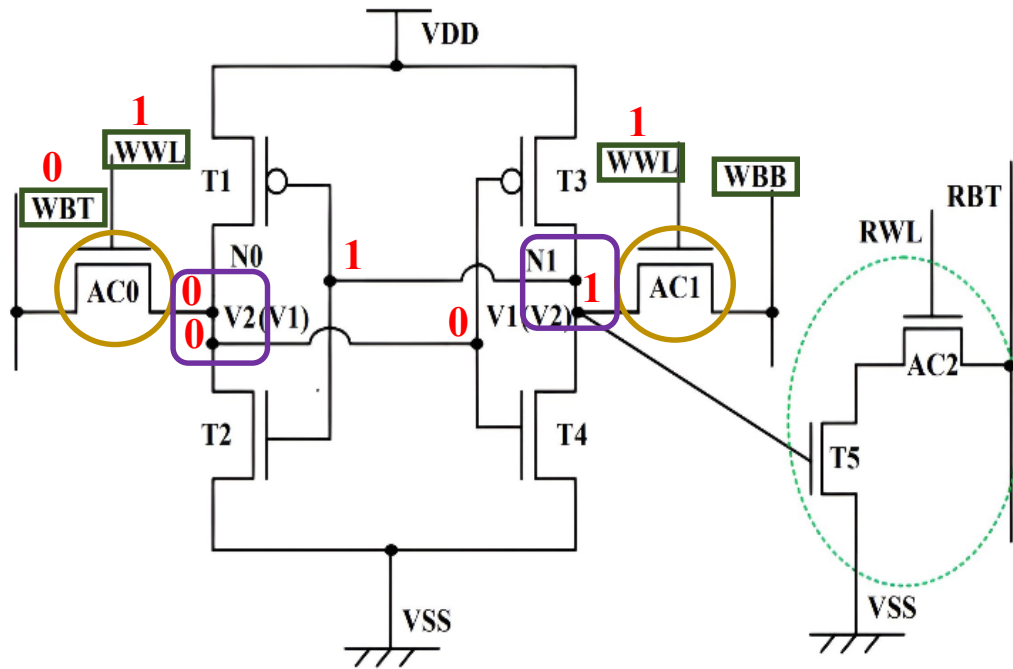 VDD
1
1
0
WWL
WWL
WBB
WBT
T1
T3
RBT
RWL
N0
1
N1
AC0
0
1
AC1
V2(V1)
0
0
V1(V2)
AC2
T2
T4
T5
VSS
VSS